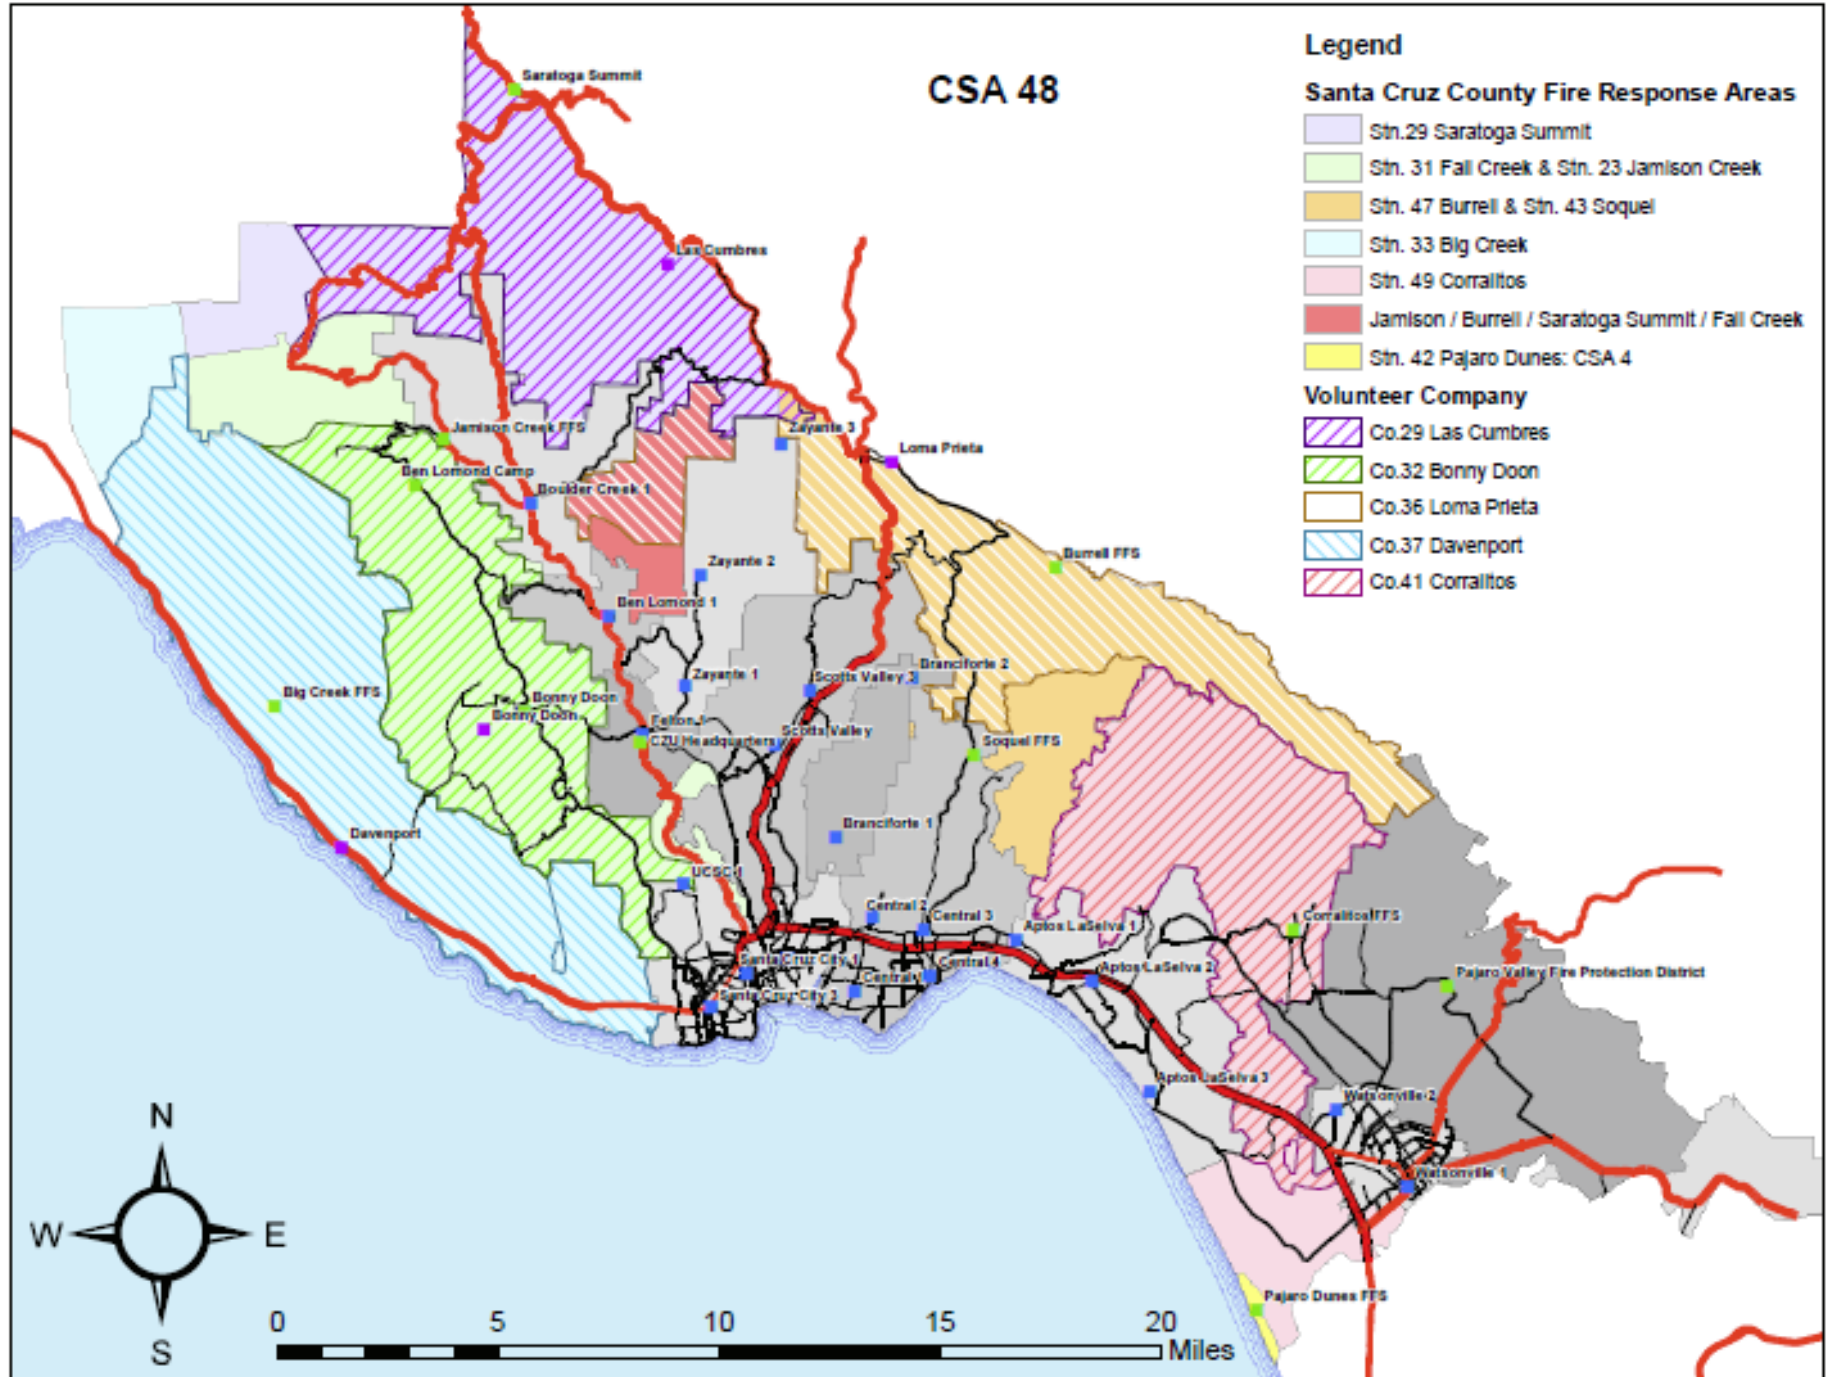 CSA 48
Legend
Santa Cruz County Fire Response Areas
Stn.29 Saratoga Summit
Stn. 31 Fall Creek & Stn. 23 Jamison Creek
Stn. 47 Burrell & Stn. 43 Soquel
Stn. 33 Big Creek
Stn. 49 Corralitos
Jamison / Burrell / Saratoga Summit / Fall Creek
Stn. 42 Pajaro Dunes: CSA 4
Volunteer Company
Co.29 Las Cumbres
Co.32 Bonny Doon
Co.36 Loma Prieta
Co.37 Davenport
Co.41 Corralitos
Saratoga Summit
Las Cumbres
Jamison Creek FFS
Zayante 3
Loma Prieta
Ben Lomond Camp
Boulder Creek 1
Burrell FFS
Zayante 2
Ben Lomond 1
Branciforte 2
Zayante 1
Scotts Valley 3
Big Creek FFS
Bonny Doon
Bonny Doon
Felton 1
CZU Headquarters
Scotts Valley
Soquel FFS
Davenport
Branciforte 1
UCSC 1
Central 2
Central 3
Aptos LaSelva 1
Corralitos FFS
Santa Cruz City 1
Central 4
Central
Aptos LaSelva 2
Pajaro Valley Fire Protection District
Santa Cruz City 3
Aptos LaSelva 3
Watsonville 2
Watsonville 1
Pajaro Dunes FFS
N
W E
S
0 5 10 15 20
Miles